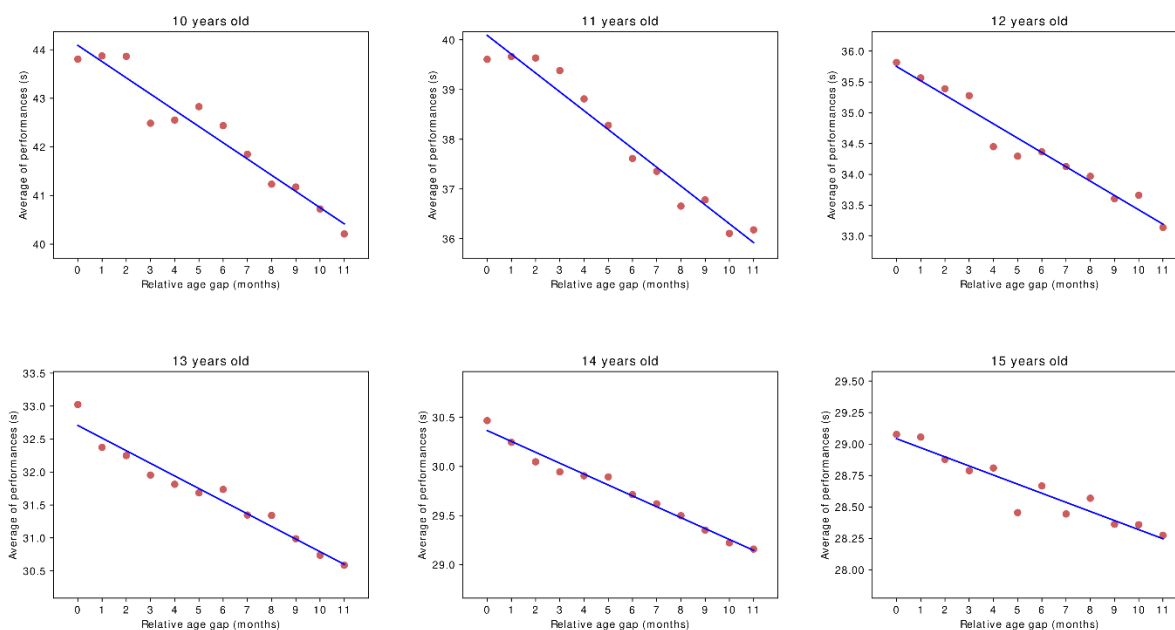 10 years old
Average of performances (s)
44
43
42
41
40
0 1 2 3 4 5 6 7 8 9 10 11
Relative age gap (months)
11 years old
Average of performances (s)
40
39
38
37
36
0 1 2 3 4 5 6 7 8 9 10 11
Relative age gap (months)
12 years old
Average of performances (s)
36.0
35.5
35.0
34.5
34.0
33.5
33.0
0 1 2 3 4 5 6 7 8 9 10 11
Relative age gap (months)
13 years old
Average of performances (s)
33.5
33.0
32.5
32.0
31.5
31.0
30.5
0 1 2 3 4 5 6 7 8 9 10 11
Relative age gap (months)
14 years old
Average of performances (s)
30.5
30.0
29.5
29.0
0 1 2 3 4 5 6 7 8 9 10 11
Relative age gap (months)
15 years old
Average of performances (s)
29.50
29.25
29.00
28.75
28.50
28.25
28.00
0 1 2 3 4 5 6 7 8 9 10 11
Relative age gap (months)